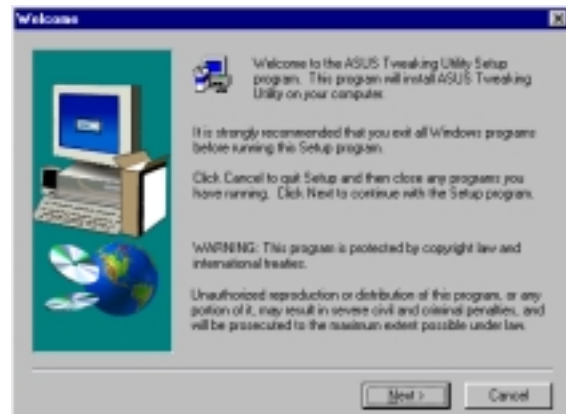 Welcome
Welcome to the ASUS Tweaking Utility Setup
program. This program will install ASUS Tweaking
Utility on your computer.
It is strongly recommended that you exit all Windows programs
before running this Setup program.
Click Cancel to quit Setup and then close any programs you
have running. Click Next to continue with the Setup program.
WARNING: This program is protected by copyright law and
international treaties.
Unauthorized reproduction or distribution of this program, or any
portion of it, may result in severe civil and criminal penalties, and
will be prosecuted to the maximum extent possible under law.
Next >
Cancel